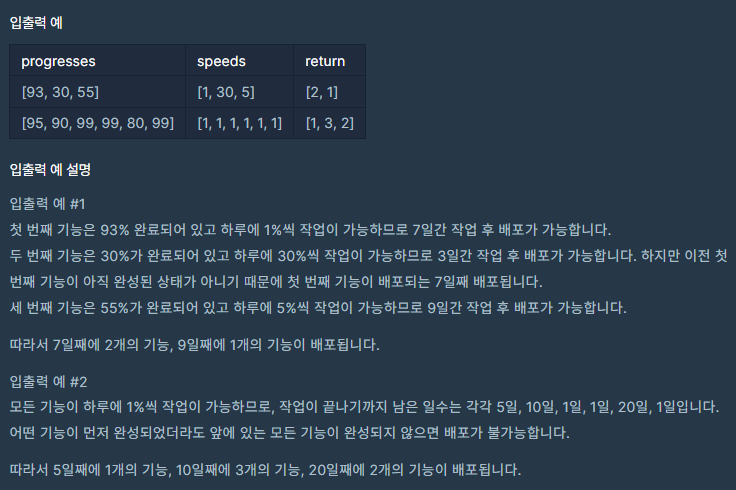 입출력 예
progresses speeds return
[93, 30, 55] [1, 30, 5] [2, 1]
[95, 90, 99, 99, 80, 99] [1, 1, 1, 1, 1, 1] [1, 3, 2]
입출력 예 설명
입출력 예 #1
첫 번째 기능은 93% 완료되어 있고 하루에 1%씩 작업이 가능하므로 7일간 작업 후 배포가 가능합니다.
두 번째 기능은 30%가 완료되어 있고 하루에 30%씩 작업이 가능하므로 3일간 작업 후 배포가 가능합니다. 하지만 이전 첫
번째 기능이 아직 완성된 상태가 아니기 때문에 첫 번째 기능이 배포되는 7일째 배포됩니다.
세 번째 기능은 55%가 완료되어 있고 하루에 5%씩 작업이 가능하므로 9일간 작업 후 배포가 가능합니다.
따라서 7일째에 2개의 기능, 9일째에 1개의 기능이 배포됩니다.
입출력 예 #2
모든 기능이 하루에 1%씩 작업이 가능하므로, 작업이 끝나기까지 남은 일수는 각각 5일, 10일, 1일, 1일, 20일, 1일입니다.
어떤 기능이 먼저 완성되었더라도 앞에 있는 모든 기능이 완성되지 않으면 배포가 불가능합니다.
따라서 5일째에 1개의 기능, 10일째에 3개의 기능, 20일째에 2개의 기능이 배포됩니다.